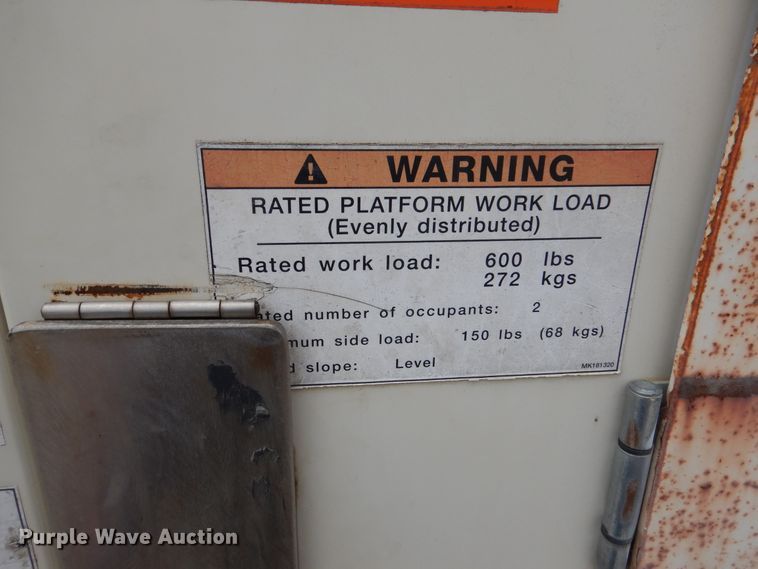 WARNING
RATED PLATFORM WORK LOAD
(Evenly distributed)
Rated work load: 600 lbs
272 kgs
ated number of occupants: 2
mum side load: 150 lbs (68 kgs)
d slope: Level
MK181320
Purple Wave Auction